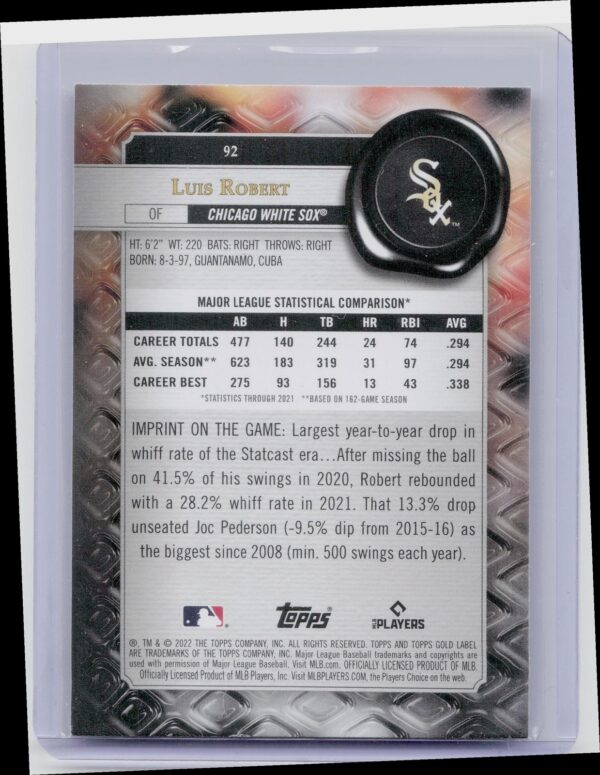 92
Sox
TM
LUIS ROBERT
OF CHICAGO WHITE SOX®
HT: 6'2" WT: 220 BATS: RIGHT THROWS: RIGHT
BORN: 8-3-97, GUANTANAMO, CUBA
MAJOR LEAGUE STATISTICAL COMPARISON*
AB H TB HR RBI AVG
CAREER TOTALS 477 140 244 24 74 .294
AVG. SEASON** 623 183 319 31 97 .294
CAREER BEST 275 93 156 13 43 .338
*STATISTICS THROUGH 2021 **BASED ON 162-GAME SEASON
IMPRINT ON THE GAME: Largest year-to-year drop in
whiff rate of the Statcast era...After missing the ball
on 41.5% of his swings in 2020, Robert rebounded
with a 28.2% whiff rate in 2021. That 13.3% drop
unseated Joc Pederson (-9.5% dip from 2015-16) as
the biggest since 2008 (min. 500 swings each year).
Topps® MLB PLAYERS
®, TM & © 2022 THE TOPPS COMPANY, INC. ALL RIGHTS RESERVED. TOPPS AND TOPPS GOLD LABEL
ARE TRADEMARKS OF THE TOPPS COMPANY, INC. Major League Baseball trademarks and copyrights are
used with permission of Major League Baseball. Visit MLB.com. OFFICIALLY LICENSED PRODUCT OF MLB
Officially Licensed Product of MLB Players, Inc. Visit MLBPLAYERS.COM, the Players Choice on the web.